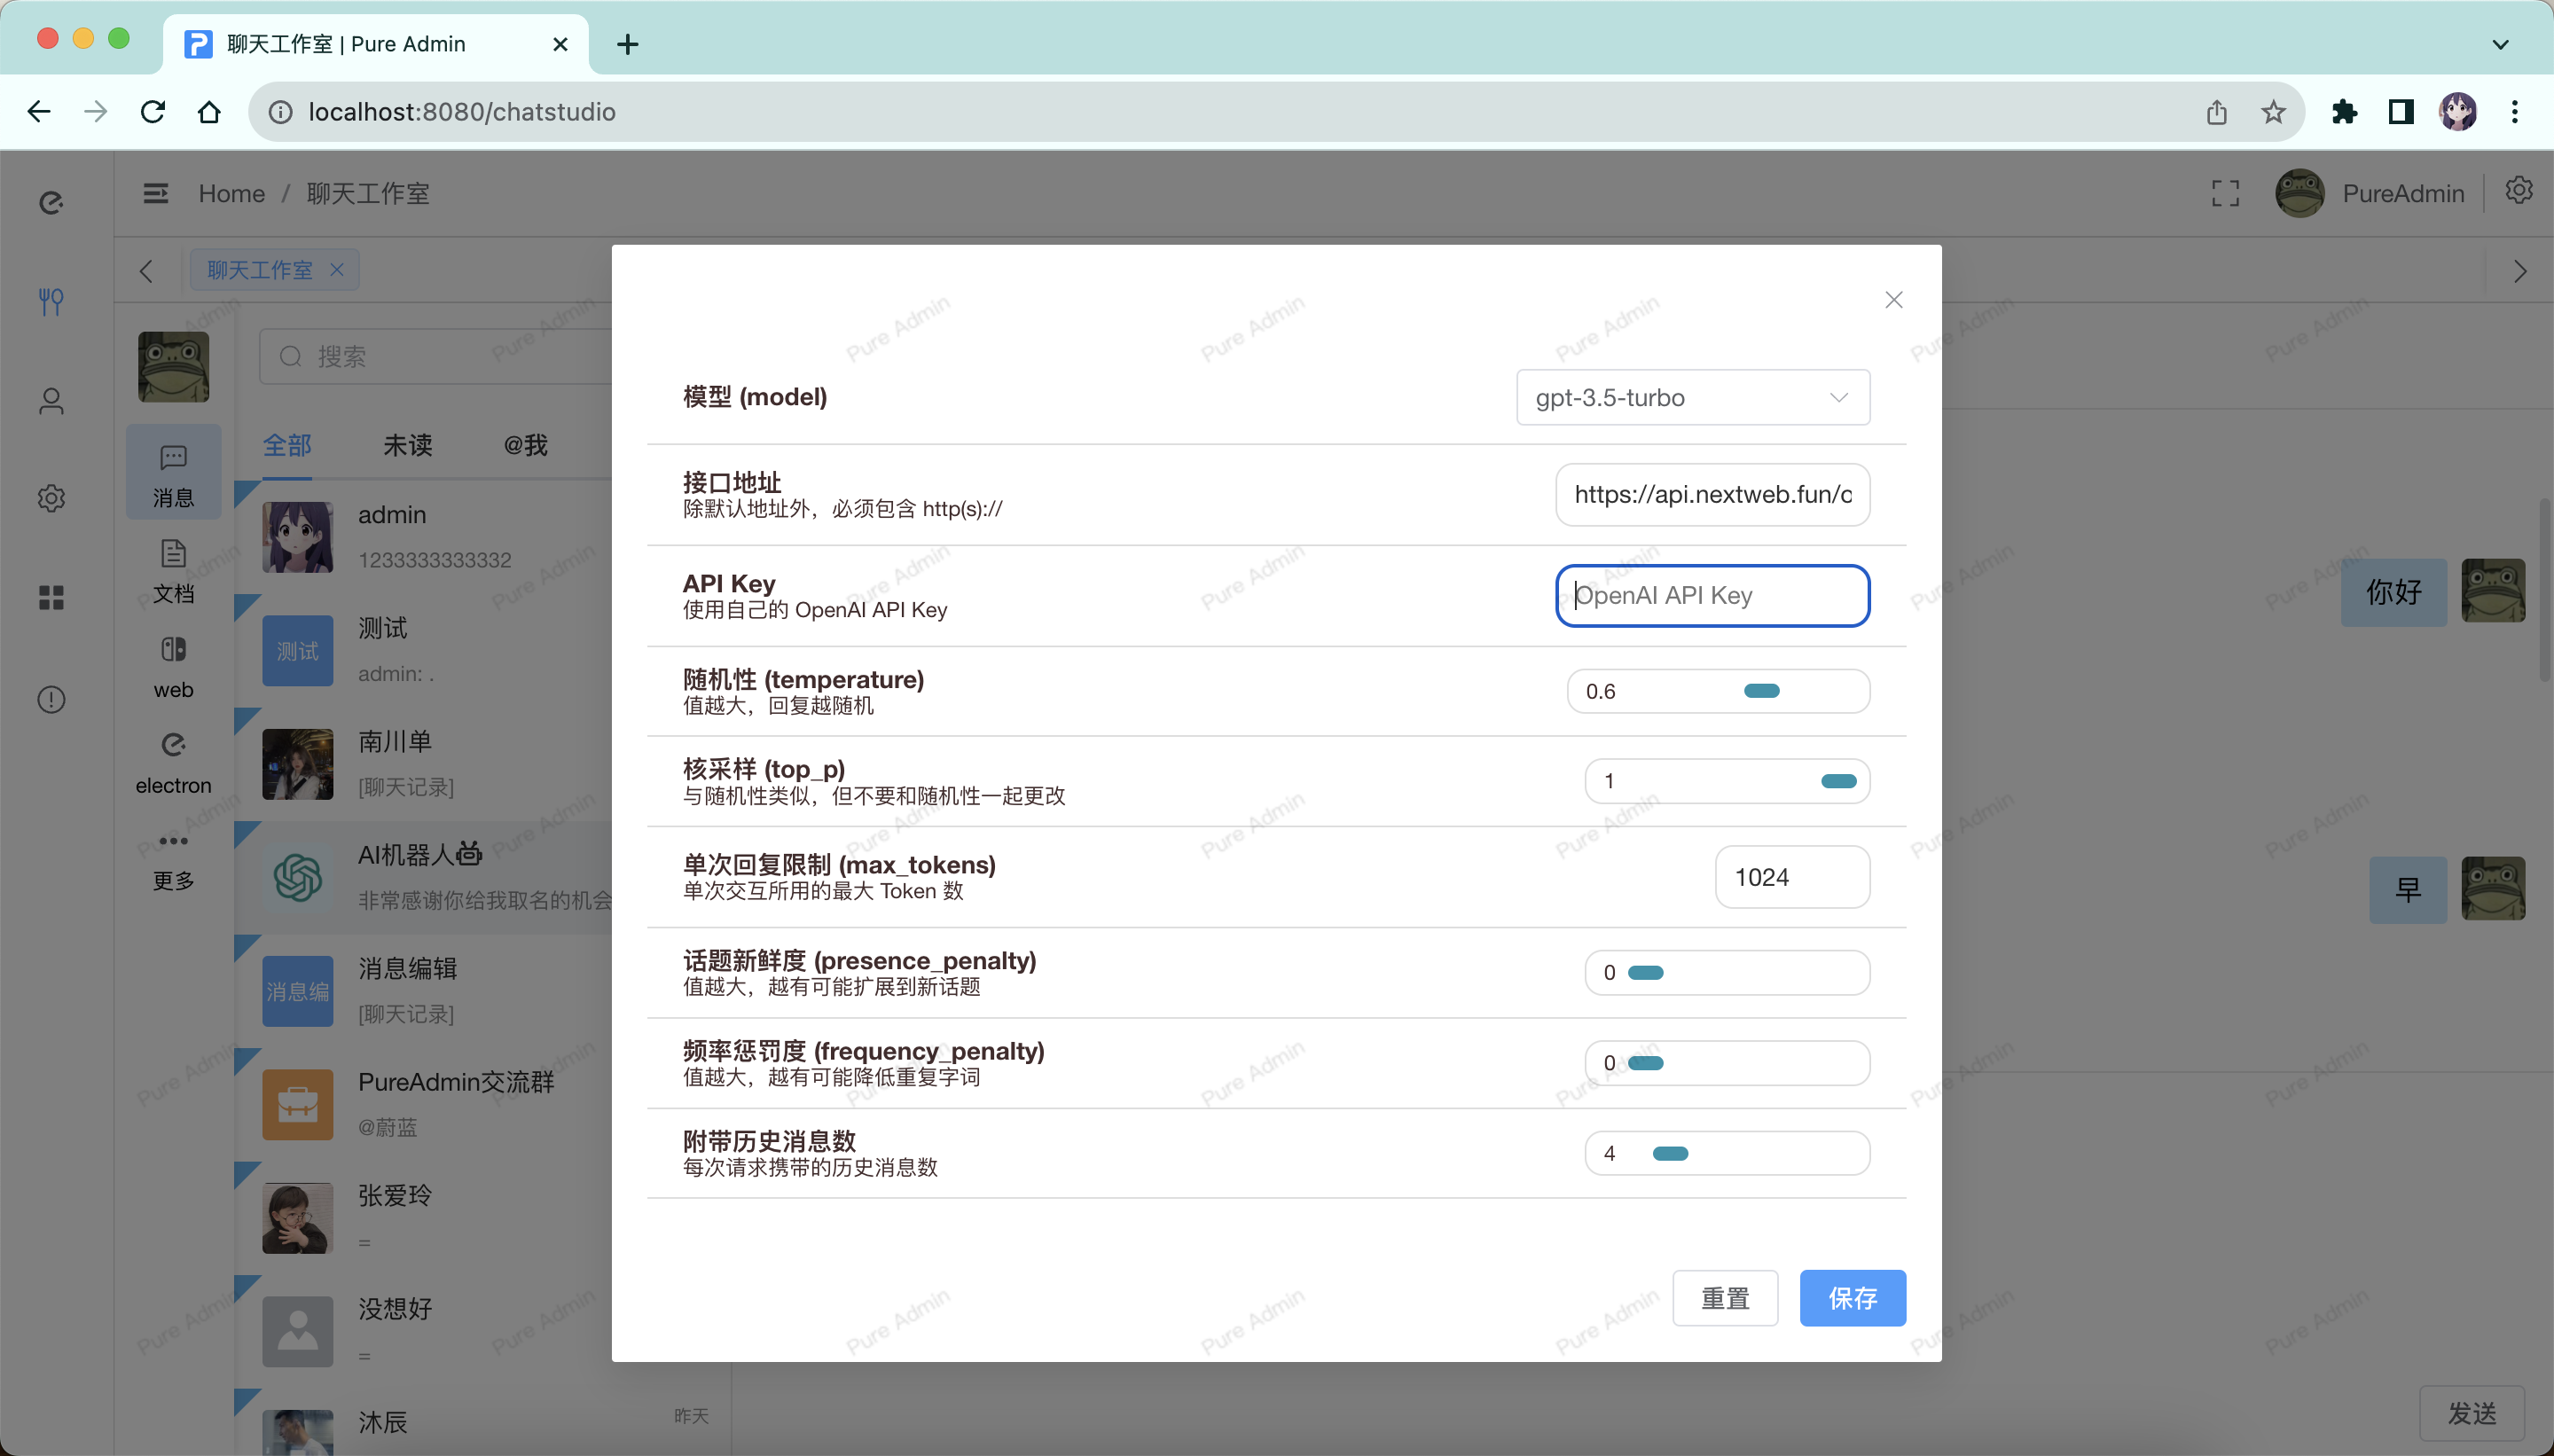 聊天工作室 | Pure Admin
localhost:8080/chatstudio
Home / 聊天工作室
PureAdmin
聊天工作室
搜索
全部 未读 @我
消息
文档
web
electron
更多
admin
1233333333332
测试
测试
admin: .
南川单
[聊天记录]
AI机器人
非常感谢你给我取名的机会
消息编
消息编辑
[聊天记录]
PureAdmin交流群
@蔚蓝
张爱玲
=
没想好
=
沐辰
昨天
模型 (model)
gpt-3.5-turbo
接口地址
除默认地址外，必须包含 http(s)://
https://api.nextweb.fun/c
API Key
使用自己的 OpenAI API Key
OpenAI API Key
随机性 (temperature)
值越大，回复越随机
0.6
核采样 (top_p)
与随机性类似，但不要和随机性一起更改
1
单次回复限制 (max_tokens)
单次交互所用的最大 Token 数
1024
话题新鲜度 (presence_penalty)
值越大，越有可能扩展到新话题
0
频率惩罚度 (frequency_penalty)
值越大，越有可能降低重复字词
0
附带历史消息数
每次请求携带的历史消息数
4
重置
保存
你好
早
发送
Pure Admin